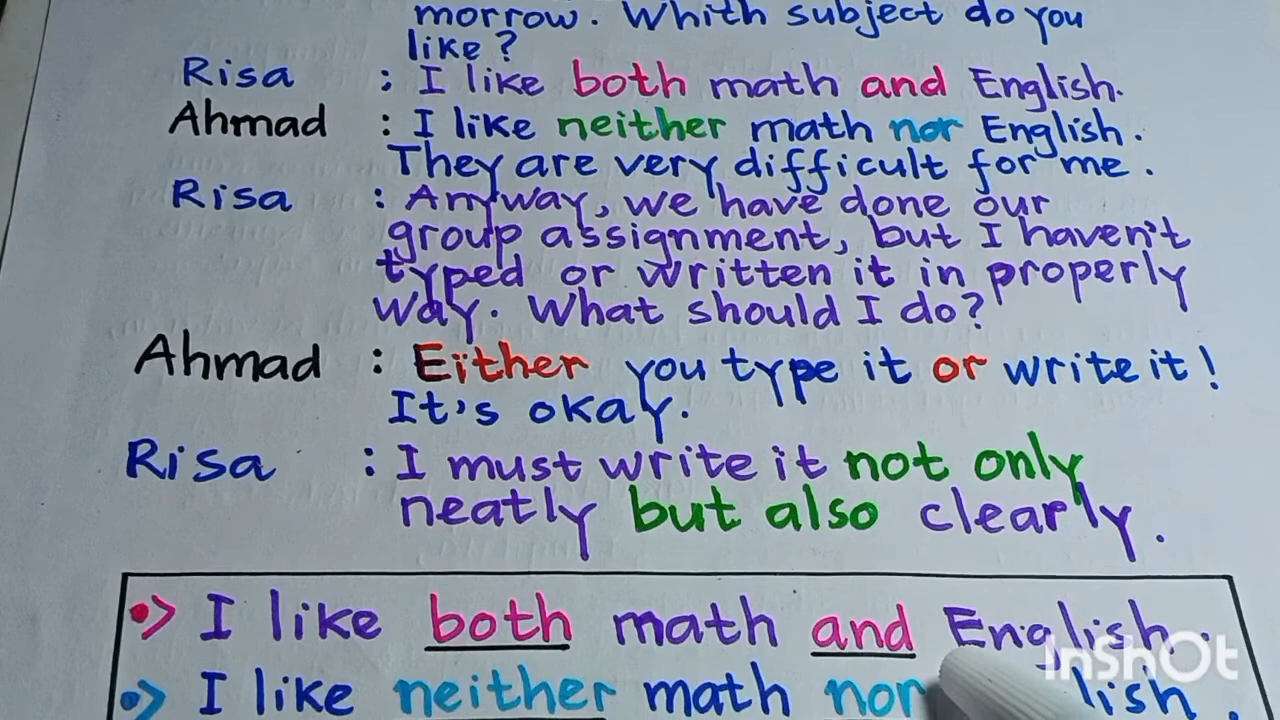 morrow. Whith subject do you
like?
Risa : I like both math and English.
Ahmad : I like neither math nor English.
They are very difficult for me.
Risa : Anyway, we have done our
group assignment, but I haven't
typed or written it in properly
way. What should I do?
Ahmad : Either you type it or write it!
It's okay.
Risa : I must write it not only
neatly but also clearly.
•> I like both math and English.
•> I like neither math nor lish.
InShOt